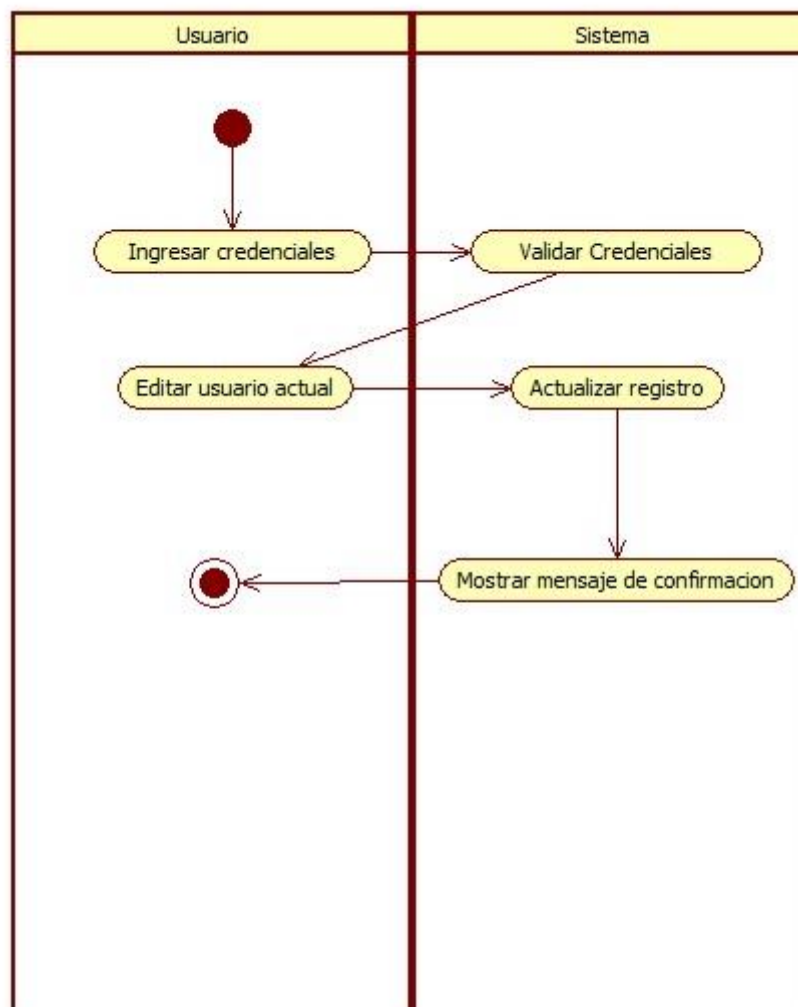 Usuario
Sistema
Ingresar credenciales
Validar Credenciales
Editar usuario actual
Actualizar registro
Mostrar mensaje de confirmacion